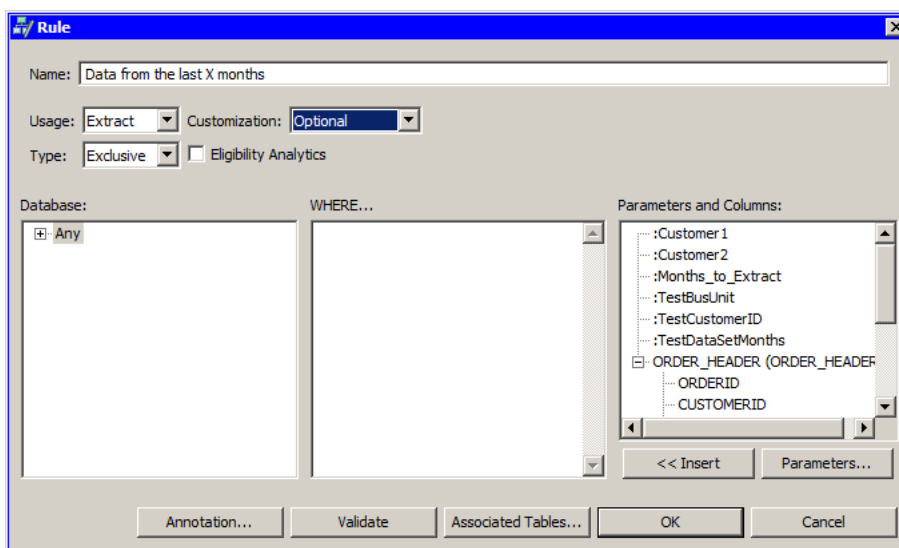 Rule
Name: Data from the last X months
Usage: Extract Customization: Optional
Type: Exclusive Eligibility Analytics
Database: WHERE... Parameters and Columns:
Any
:Customer1
:Customer2
:Months_to_Extract
:TestBusUnit
:TestCustomerID
:TestDataSetMonths
ORDER_HEADER (ORDER_HEADER
ORDERID
CUSTOMERID
<< Insert Parameters...
Annotation... Validate Associated Tables... OK Cancel